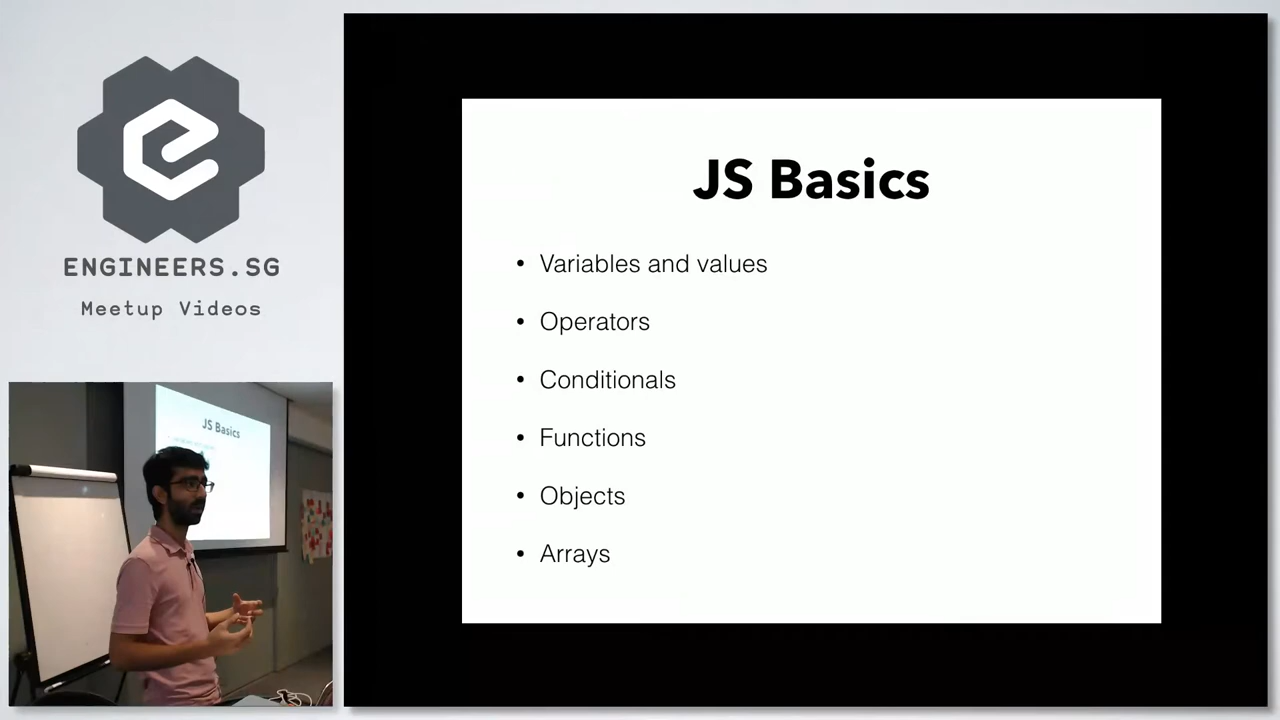 ENGINEERS.SG
Meetup Videos
JS Basics
• Variables and values
• Operators
• Conditionals
• Functions
• Objects
• Arrays
JS Basics